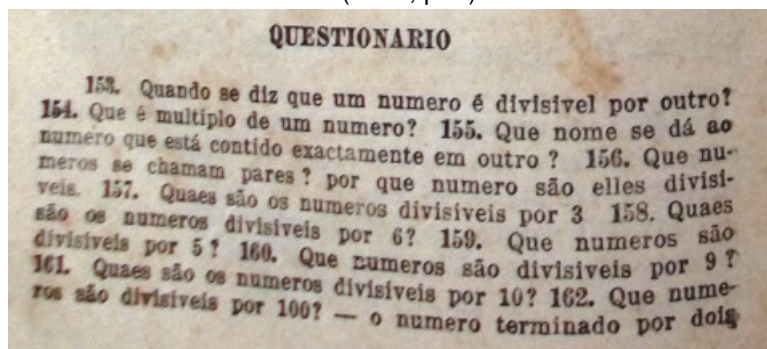 QUESTIONARIO
153. Quando se diz que um numero é divisivel por outro?
154. Que é multiplo de um numero? 155. Que nome se dá ao
numero que está contido exactamente em outro ? 156. Que nu-
meros se chamam pares ? por que numero são elles divisi-
veis. 157. Quaes são os numeros divisiveis por 3 158. Quaes
são os numeros divisiveis por 6? 159. Que numeros são
divisiveis por 5 ? 160. Que numeros são divisiveis por 9 ?
161. Quaes são os numeros divisiveis por 10? 162. Que nume-
ros são divisiveis por 100? — o numero terminado por dois